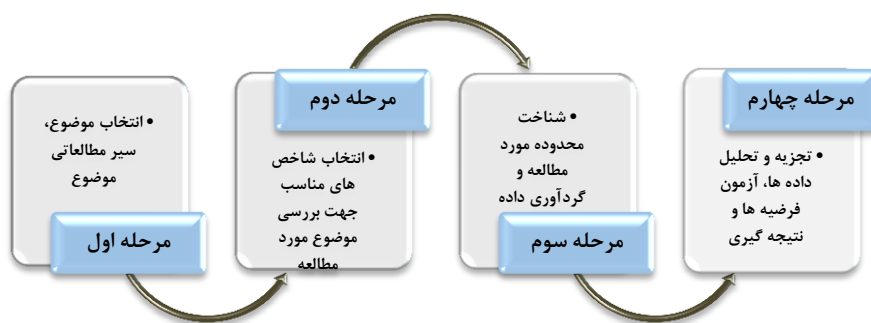 • انتخاب موضوع،
سیر مطالعاتی
موضوع
مرحله اول
مرحله دوم
• انتخاب شاخص
های مناسب
جهت بررسی
موضوع مورد
مطالعه
• شناخت
محدوده مورد
مطالعه و
گردآوری داده
مرحله سوم
مرحله چهارم
• تجزیه و تحلیل
داده ها، آزمون
فرضیه ها و
نتیجه گیری